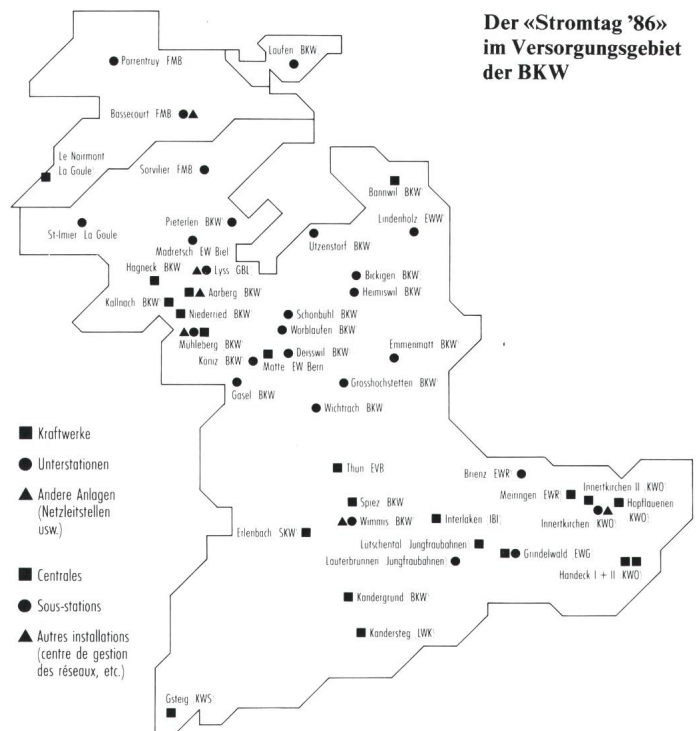 Der «Stromtag '86»
im Versorgungsgebiet
der BKW
Laufen BKW
Porrentruy FMB
Bassecourt FMB
Le Noirmont
La Goule
Sorvilier FMB
Bannwil BKW
St-Imier La Goule
Pieterlen BKW
Lindenholz EWW
Utzenstorf BKW
Madretsch EW Biel
Lyss GBL
Hagneck BKW
Bickigen BKW
Aarberg BKW
Heimiswil BKW
Kallnach BKW
Niederried BKW
Schönbühl BKW
Worblaufen BKW
Mühleberg BKW
Emmenmatt BKW
Deisswil BKW
Köniz BKW
Matte EW Bern
Gasel BKW
Grosshöchstetten BKW
Wichtrach BKW
Kraftwerke
Unterstationen
Andere Anlagen
(Netzleitstellen
usw.)
Thun EVB
Brienz EWR
Innertkirchen II KWO
Meiringen EWR
Hopflauenen
KWO
Spiez BKW
Innertkirchen KWO
Wimmis BKW
Interlaken IBI
Erlenbach SKW
Lütschental Jungfraubahnen
Grindelwald EWG
Lauterbrunnen Jungfraubahnen
Handeck I + II KWO
Centrales
Sous-stations
Autres installations
(centre de gestion
des réseaux, etc.)
Kandergrund BKW
Kandersteg LWK
Gsteig KWS